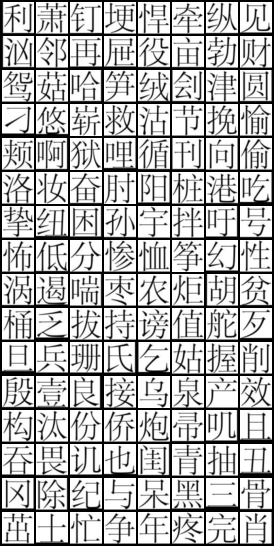 利萧钉埂悍牵纵见
汹邻再屉役亩勃财
鸳菇哈笋绒刽津圆
刁悠崭救沽节挽愉
颊啊狱哩循刊向偷
洛妆奋肘阳桩港吃
挚纽困孙宇拌吁号
怖低分惨恤筝幻性
涡遏喘枣农炬胡贫
桶乏拔持谤值舵歹
旦兵珊氏乞姑握削
殷壹良接乌泉产效
构汰份侨炮帚叽且
吞畏讥也闺青抽丑
冈除纪与呆黑三骨
茁土忙争年疼完肖